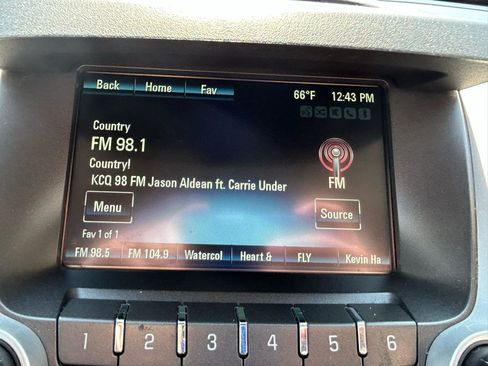 Back Home Fav 66°F 12:43 PM
Country
FM 98.1
Country!
KCQ 98 FM Jason Aldean ft. Carrie Under
FM
Menu Source
Fav 1 of 1
FM 98.5 FM 104.9 Watercol Heart & FLY Kevin Ha
1 2 3 4 5 6